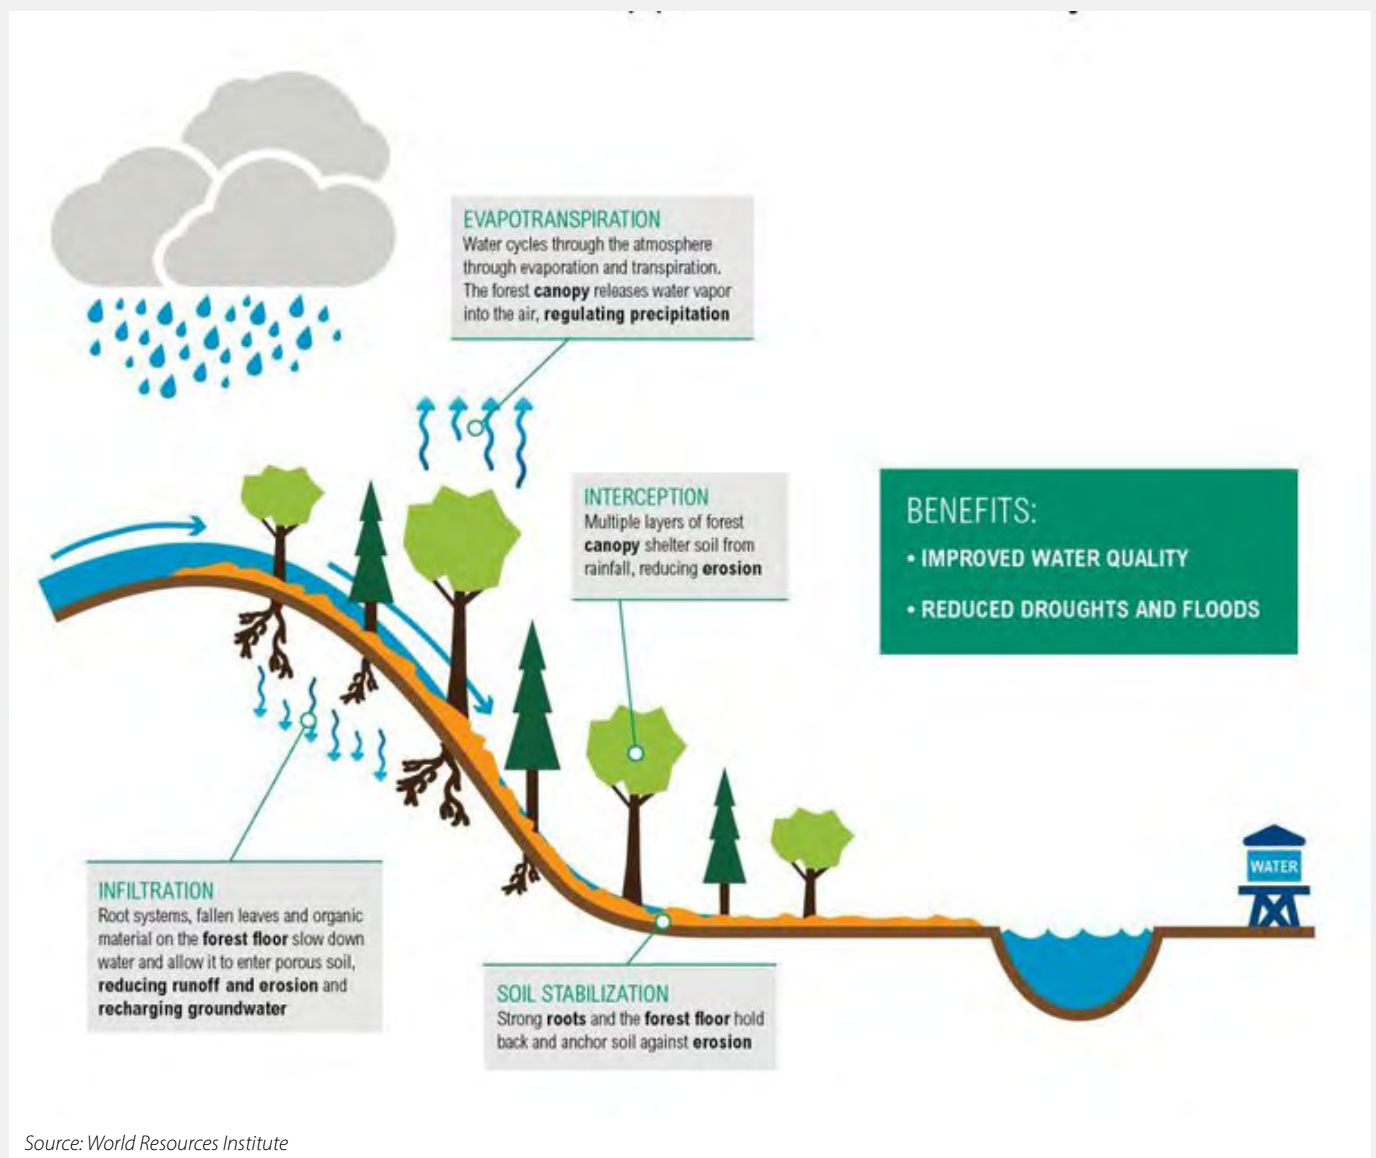 EVAPOTRANSPIRATION
Water cycles through the atmosphere
through evaporation and transpiration.
The forest canopy releases water vapor
into the air, regulating precipitation
INTERCEPTION
Multiple layers of forest
canopy shelter soil from
rainfall, reducing erosion
BENEFITS:
• IMPROVED WATER QUALITY
• REDUCED DROUGHTS AND FLOODS
WATER
INFILTRATION
Root systems, fallen leaves and organic
material on the forest floor slow down
water and allow it to enter porous soil,
reducing runoff and erosion and
recharging groundwater
SOIL STABILIZATION
Strong roots and the forest floor hold
back and anchor soil against erosion
Source: World Resources Institute